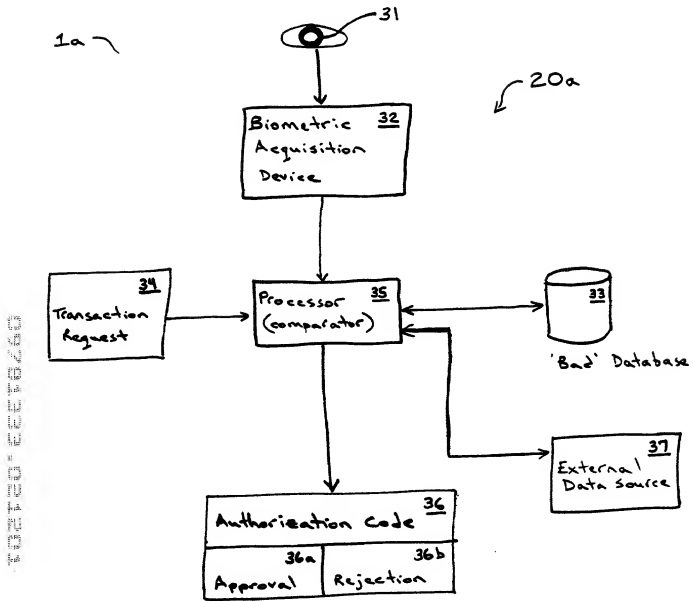 31
1a
20a
Biometric 32
Acquisition
Device
34
Transaction
Request
Processor 35
(comparator)
33
'Bad' Database
37
External
Data source
36
Authorization Code
36a
Approval
36b
Rejection